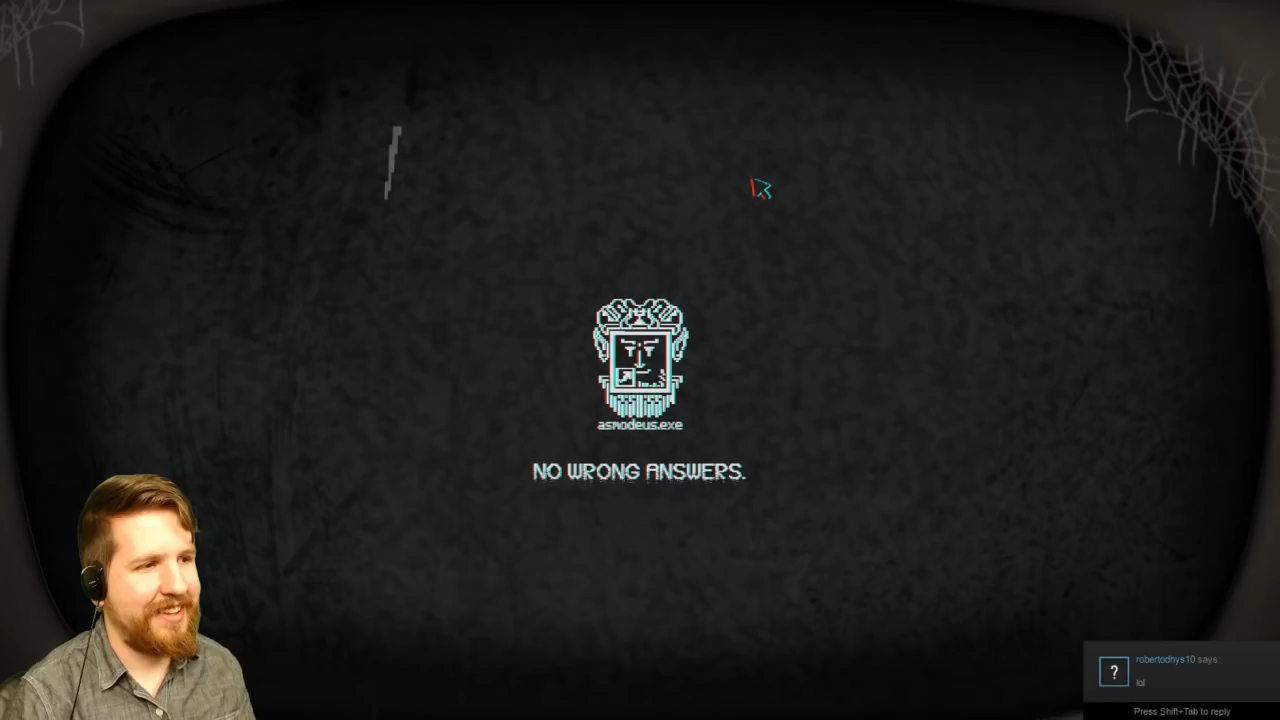 asmodeus.exe
NO WRONG ANSWERS.
?
robertodhys10 says:
lol
Press Shift+Tab to reply